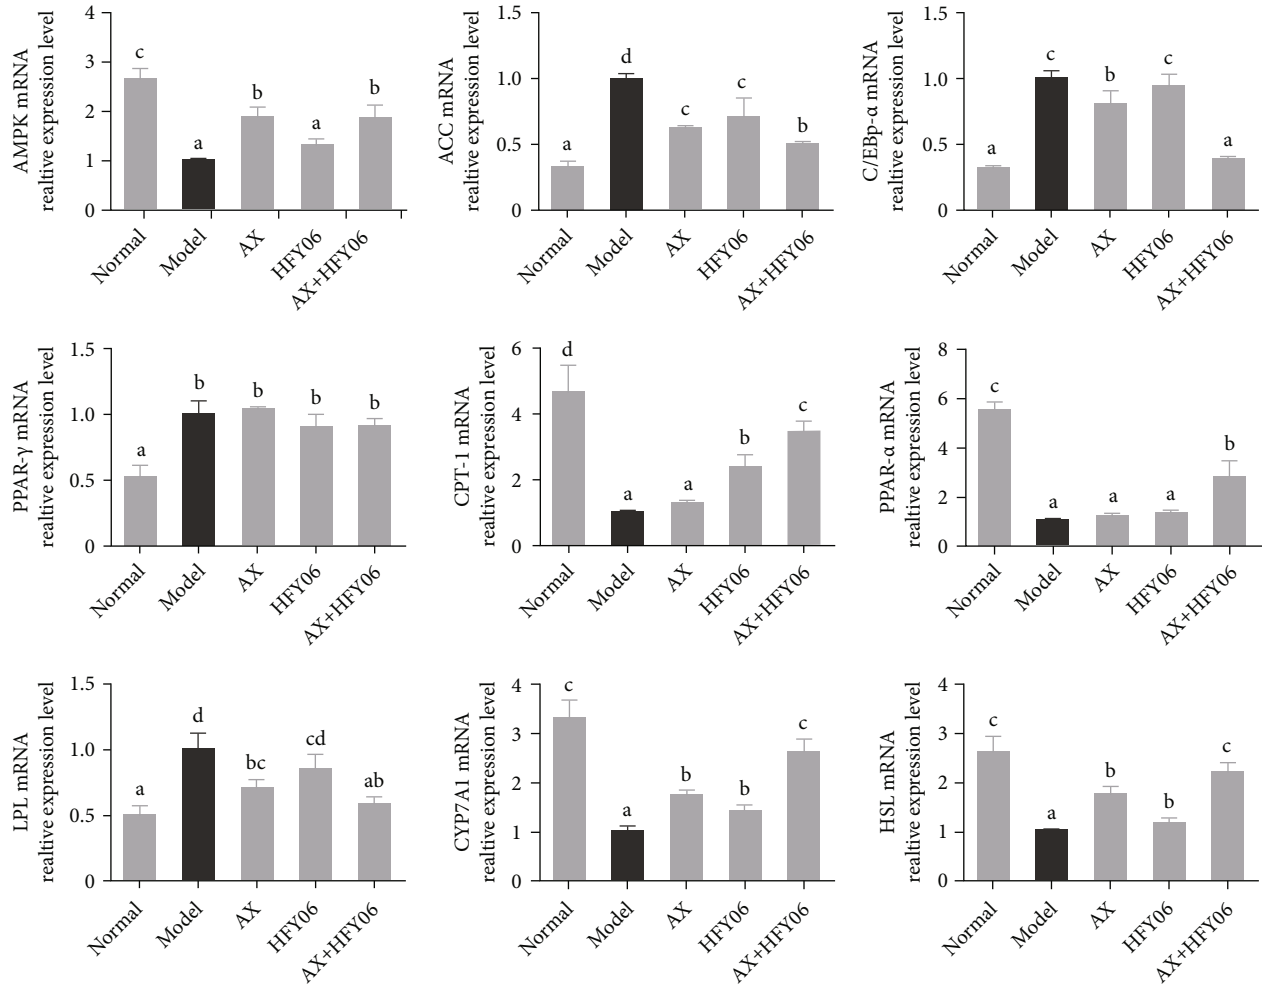 AMPK mRNA
realtive expression level
4
3
2
1
0
c
a
b
a
b
Normal
Model
AX
HFY06
AX+HFY06
ACC mRNA
realtive expression level
1.5
1.0
0.5
0
a
d
c
c
b
Normal
Model
AX
HFY06
AX+HFY06
C/EBp-α mRNA
realtive expression level
1.5
1.0
0.5
0
a
c
b
c
a
Normal
Model
AX
HFY06
AX+HFY06
PPAR-γ mRNA
realtive expression level
1.5
1.0
0.5
0
a
b
b
b
b
Normal
Model
AX
HFY06
AX+HFY06
CPT-1 mRNA
realtive expression level
6
4
2
0
d
a
a
b
c
Normal
Model
AX
HFY06
AX+HFY06
PPAR-α mRNA
realtive expression level
8
6
4
2
0
c
a
a
a
b
Normal
Model
AX
HFY06
AX+HFY06
LPL mRNA
realtive expression level
1.5
1.0
0.5
0
a
d
bc
cd
ab
Normal
Model
AX
HFY06
AX+HFY06
CYP7A1 mRNA
realtive expression level
4
3
2
1
0
c
a
b
b
c
Normal
Model
AX
HFY06
AX+HFY06
HSL mRNA
realtive expression level
4
3
2
1
0
c
a
b
b
c
Normal
Model
AX
HFY06
AX+HFY06